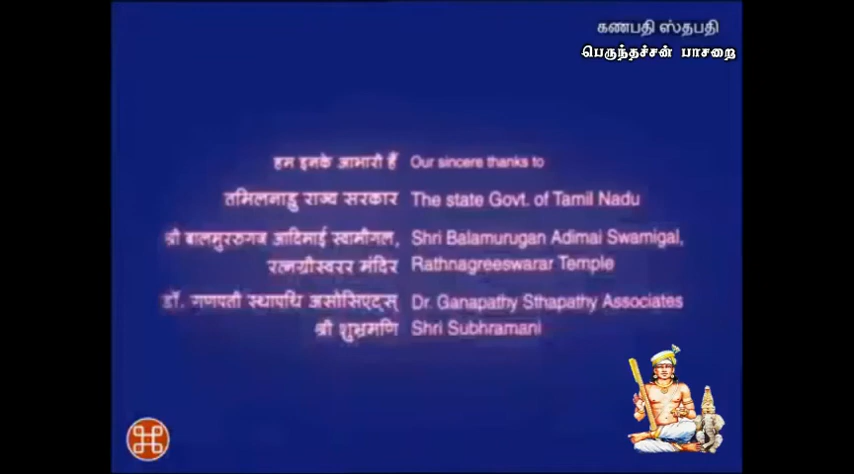 கணபதி ஸ்தபதி
பெருந்தச்சன் பாசறை
हम इनके आभारी हैं Our sincere thanks to
तमिलनाडु राज्य सरकार The state Govt. of Tamil Nadu
श्री बालमुररुगन आदिमाई स्वामीगल, Shri Balamurugan Adimai Swamigal,
रत्नग्रीस्वरर मंदिर Rathnagreeswarar Temple
डॉ. गणपती स्थापथि असोसिएट्स् Dr. Ganapathy Sthapathy Associates
श्री शुभ्रमणि Shri Subhramani